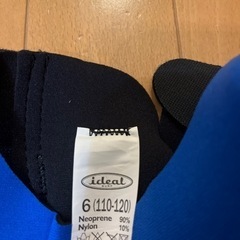 ideal
6 (110-120)
Neoprene 90%
Nylon 10%